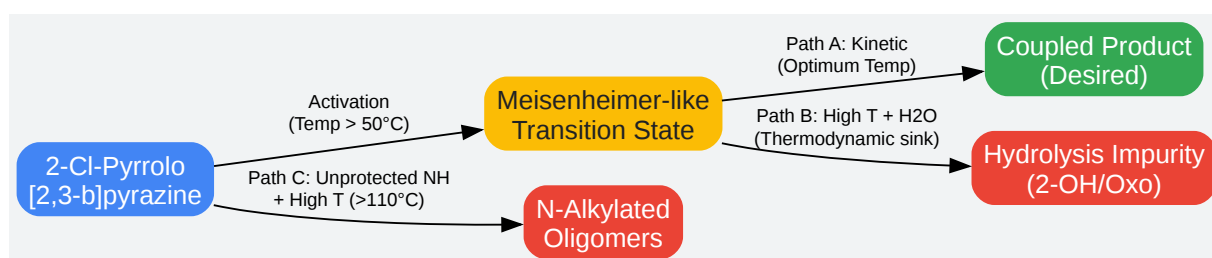 2-Cl-Pyrrolo
[2,3-b]pyrazine
Activation
(Temp > 50°C)
Path C: Unprotected NH
+ High T (>110°C)
Meisenheimer-like
Transition State
N-Alkylated
Oligomers
Path A: Kinetic
(Optimum Temp)
Path B: High T + H2O
(Thermodynamic sink)
Coupled Product
(Desired)
Hydrolysis Impurity
(2-OH/Oxo)